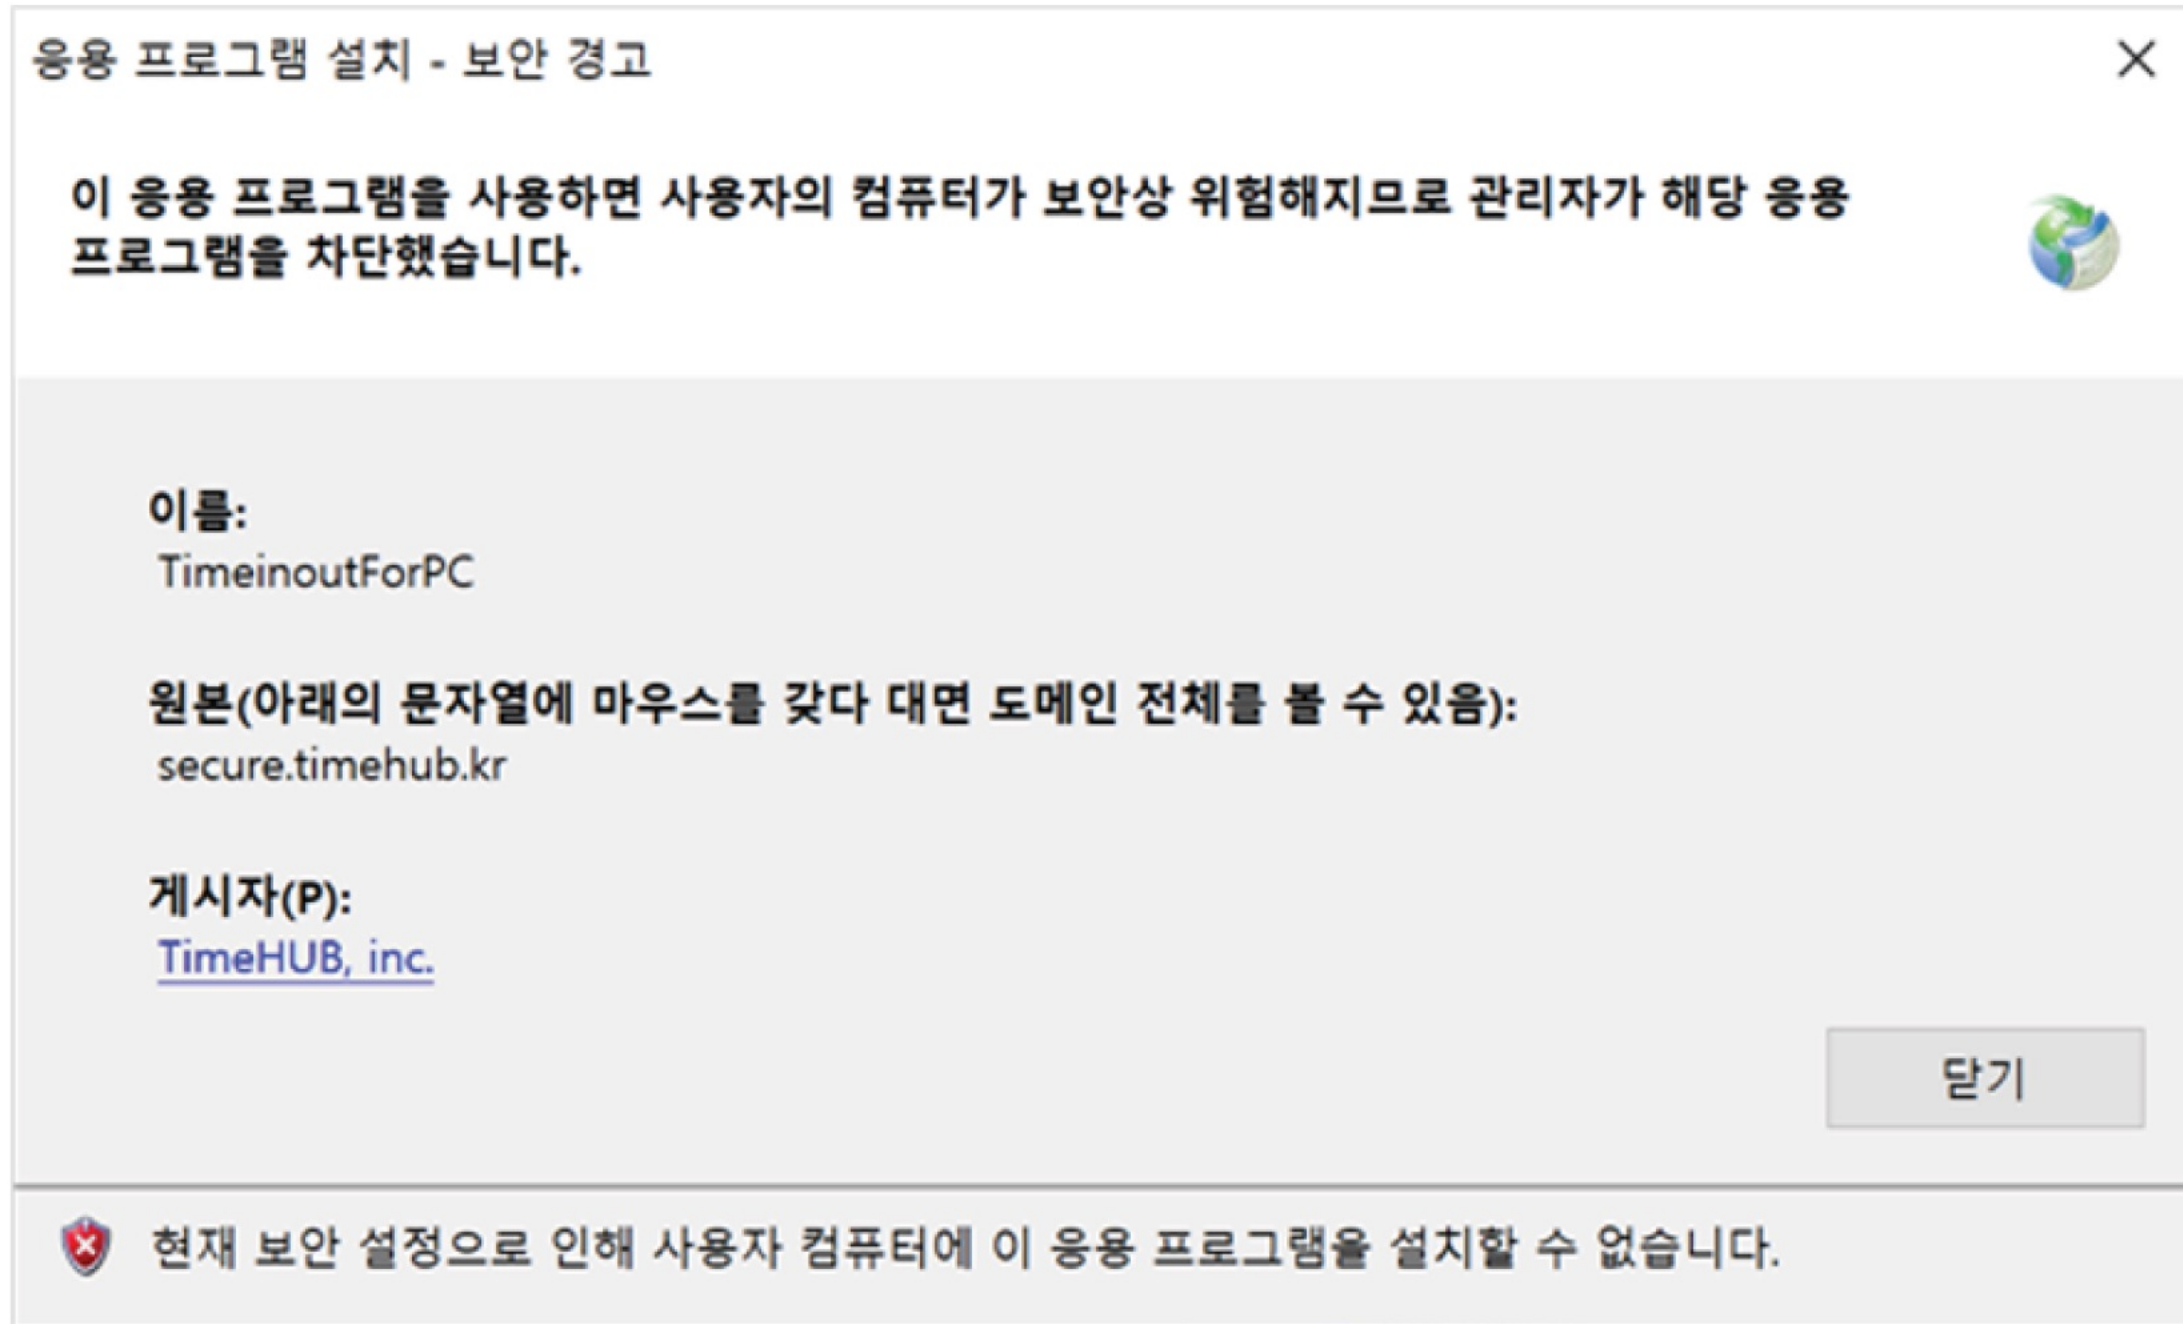 응용 프로그램 설치 - 보안 경고
이 응용 프로그램을 사용하면 사용자의 컴퓨터가 보안상 위험해지므로 관리자가 해당 응용
프로그램을 차단했습니다.
이름:
TimeinoutForPC
원본(아래의 문자열에 마우스를 갖다 대면 도메인 전체를 볼 수 있음):
secure.timehub.kr
게시자(P):
TimeHUB, inc.
닫기
현재 보안 설정으로 인해 사용자 컴퓨터에 이 응용 프로그램을 설치할 수 없습니다.